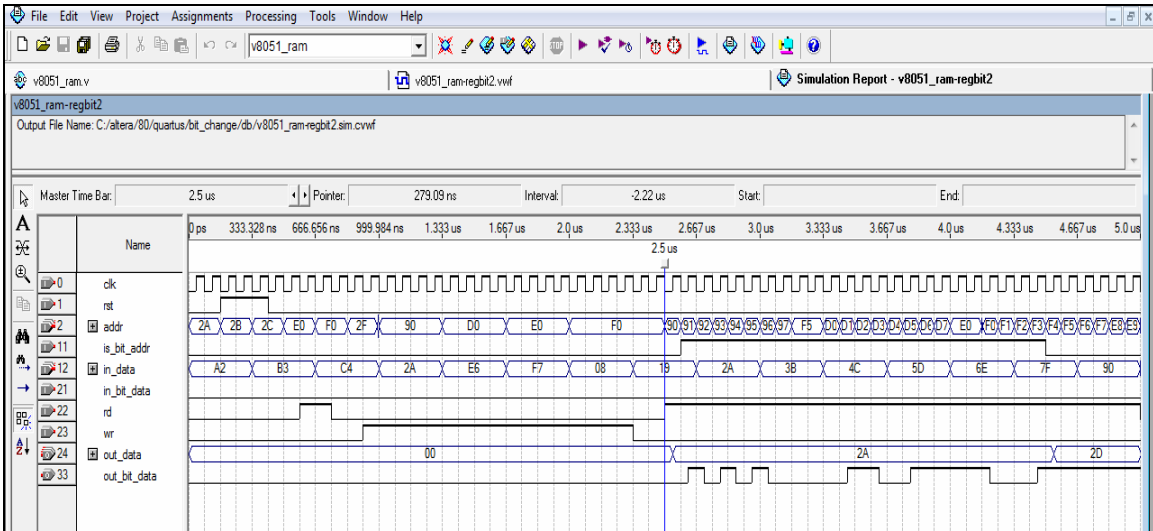 File Edit View Project Assignments Processing Tools Window Help
v8051_ram
v8051_ram.v
v8051_ram-regbit2.vwf
Simulation Report - v8051_ram-regbit2
v8051_ram-regbit2
Output File Name: C:/altera/80/quartus/bit_change/db/v8051_ram-regbit2.sim.cvwf
Master Time Bar: 2.5 us Pointer: 279.09 ns Interval: -2.22 us Start: End:
Name
0 ps 333.328 ns 666.656 ns 999.984 ns 1.333 us 1.667 us 2.0 us 2.333 us 2.667 us 3.0 us 3.333 us 3.667 us 4.0 us 4.333 us 4.667 us 5.0 us
2.5 us
0 clk
1 rst
2 addr 2A 2B 2C E0 F0 2F 90 D0 E0 F0 90 91 92 93 94 95 96 97 F5 D0 D1 D2 D3 D4 D5 D6 D7 E0 F0 F1 F2 F3 F4 F5 F6 F7 E8 E9
11 is_bit_addr
12 in_data A2 B3 C4 2A E6 F7 08 19 2A 3B 4C 5D 6E 7F 90
21 in_bit_data
22 rd
23 wr
24 out_data 00 2A 2D
33 out_bit_data